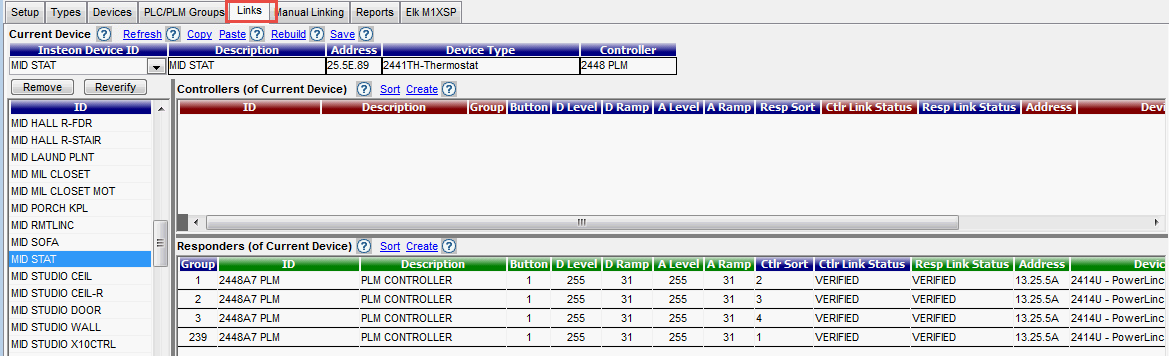 Setup Types Devices PLC/PLM Groups Links Manual Linking Reports Elk M1XSP
Current Device ? Refresh ? Copy Paste ? Rebuild ? Save ?
Insteon Device ID Description Address Device Type Controller
MID STAT MID STAT 25.5E.89 2441TH-Thermostat 2448 PLM
Remove Reverify
Controllers (of Current Device) ? Sort Create ?
ID Description Group Button D Level D Ramp A Level A Ramp Resp Sort Ctlr Link Status Resp Link Status Address Devi
ID
MID HALL R-FDR
MID HALL R-STAIR
MID LAUND PLNT
MID MIL CLOSET
MID MIL CLOSET MOT
MID PORCH KPL
MID RMTLINC
MID SOFA
MID STAT
MID STUDIO CEIL
MID STUDIO CEIL-R
MID STUDIO DOOR
MID STUDIO WALL
MID STUDIO X10CTRL
Responders (of Current Device) ? Sort Create ?
Group ID Description Button D Level D Ramp A Level A Ramp Ctlr Sort Ctlr Link Status Resp Link Status Address Devic
1 2448A7 PLM PLM CONTROLLER 1 255 31 255 31 2 VERIFIED VERIFIED 13.25.5A 2414U - PowerLinc
2 2448A7 PLM PLM CONTROLLER 1 255 31 255 31 3 VERIFIED VERIFIED 13.25.5A 2414U - PowerLinc
3 2448A7 PLM PLM CONTROLLER 1 255 31 255 31 4 VERIFIED VERIFIED 13.25.5A 2414U - PowerLinc
239 2448A7 PLM PLM CONTROLLER 1 255 31 255 31 1 VERIFIED VERIFIED 13.25.5A 2414U - PowerLinc